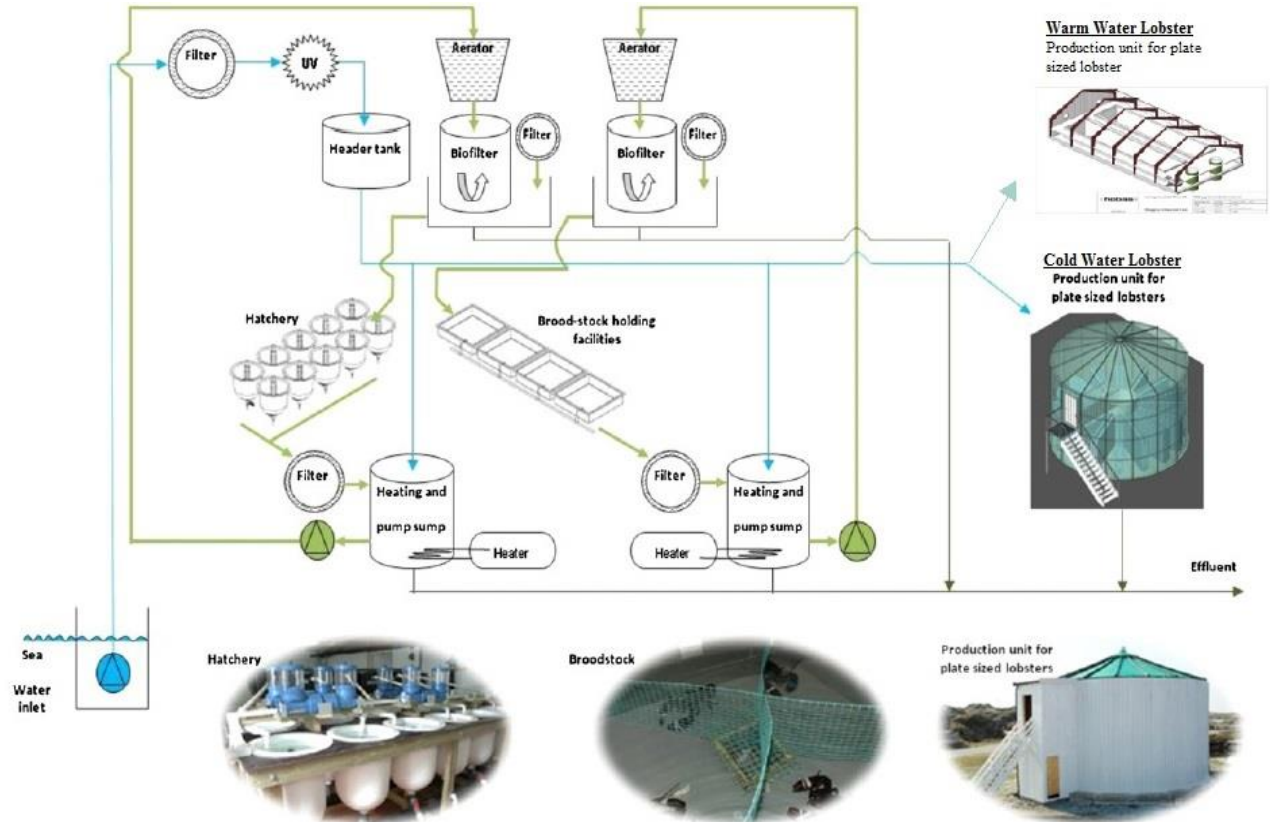 Warm Water Lobster
Production unit for plate
sized lobster
Filter
UV
Aerator
Aerator
Header tank
Biofilter
Filter
Biofilter
Filter
Cold Water Lobster
Production unit for
plate sized lobsters
Hatchery
Brood-stock holding
facilities
Filter
Heating and
pump sump
Heater
Filter
Heating and
pump sump
Heater
Effluent
Sea
Water
inlet
Hatchery
Broodstock
Production unit for
plate sized lobsters